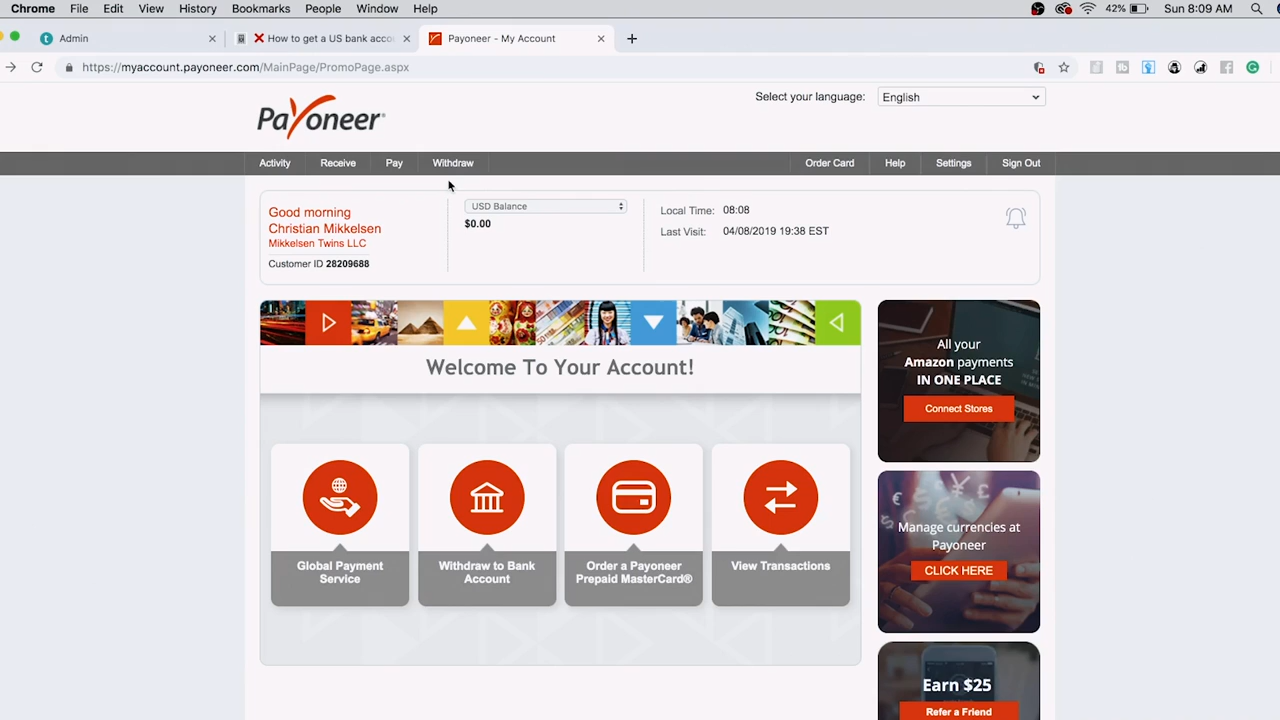 Chrome File Edit View History Bookmarks People Window Help 42% Sun 8:09 AM
Admin
❌ How to get a US bank acco
Payoneer - My Account
https://myaccount.payoneer.com/MainPage/PromoPage.aspx
Select your language: English
Payoneer
Activity Receive Pay Withdraw Order Card Help Settings Sign Out
Good morning
Christian Mikkelsen
Mikkelsen Twins LLC
Customer ID 28209688
USD Balance
$0.00
Local Time: 08:08
Last Visit: 04/08/2019 19:38 EST
Welcome To Your Account!
Global Payment
Service
Withdraw to Bank
Account
Order a Payoneer
Prepaid MasterCard®
View Transactions
All your
Amazon payments
IN ONE PLACE
Connect Stores
Manage currencies at
Payoneer
CLICK HERE
Earn $25
Refer a Friend